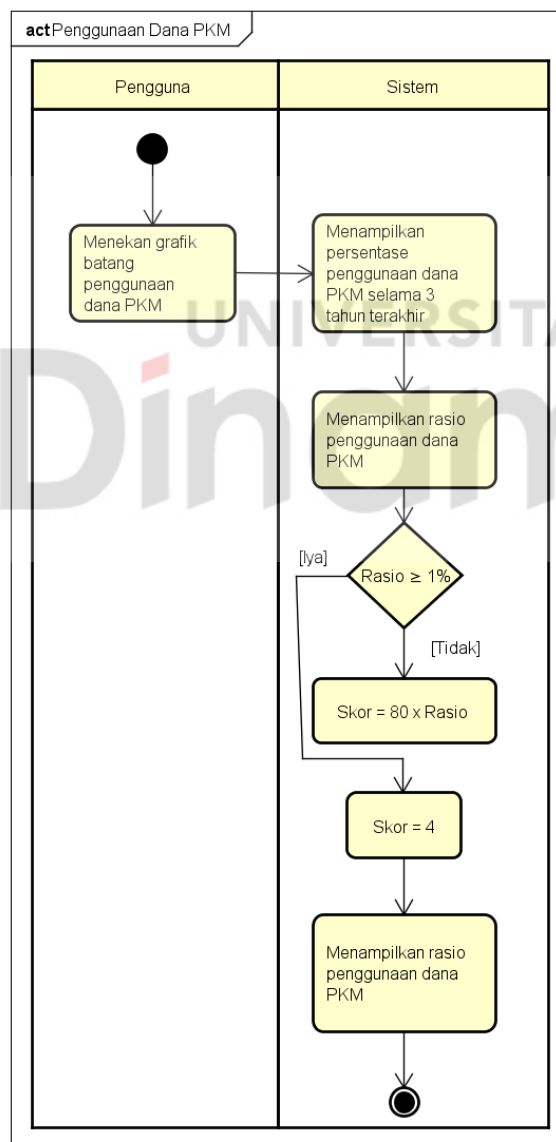 act Penggunaan Dana PKM
Pengguna
Sistem
Menekan grafik
batang
penggunaan
dana PKM
Menampilkan
persentase
penggunaan dana
PKM selama 3
tahun terakhir
UNIVERSITA
Dinam
Menampilkan rasio
penggunaan dana
PKM
[Iya]
Rasio ≥ 1%
[Tidak]
Skor = 80 x Rasio
Skor = 4
Menampilkan rasio
penggunaan dana
PKM